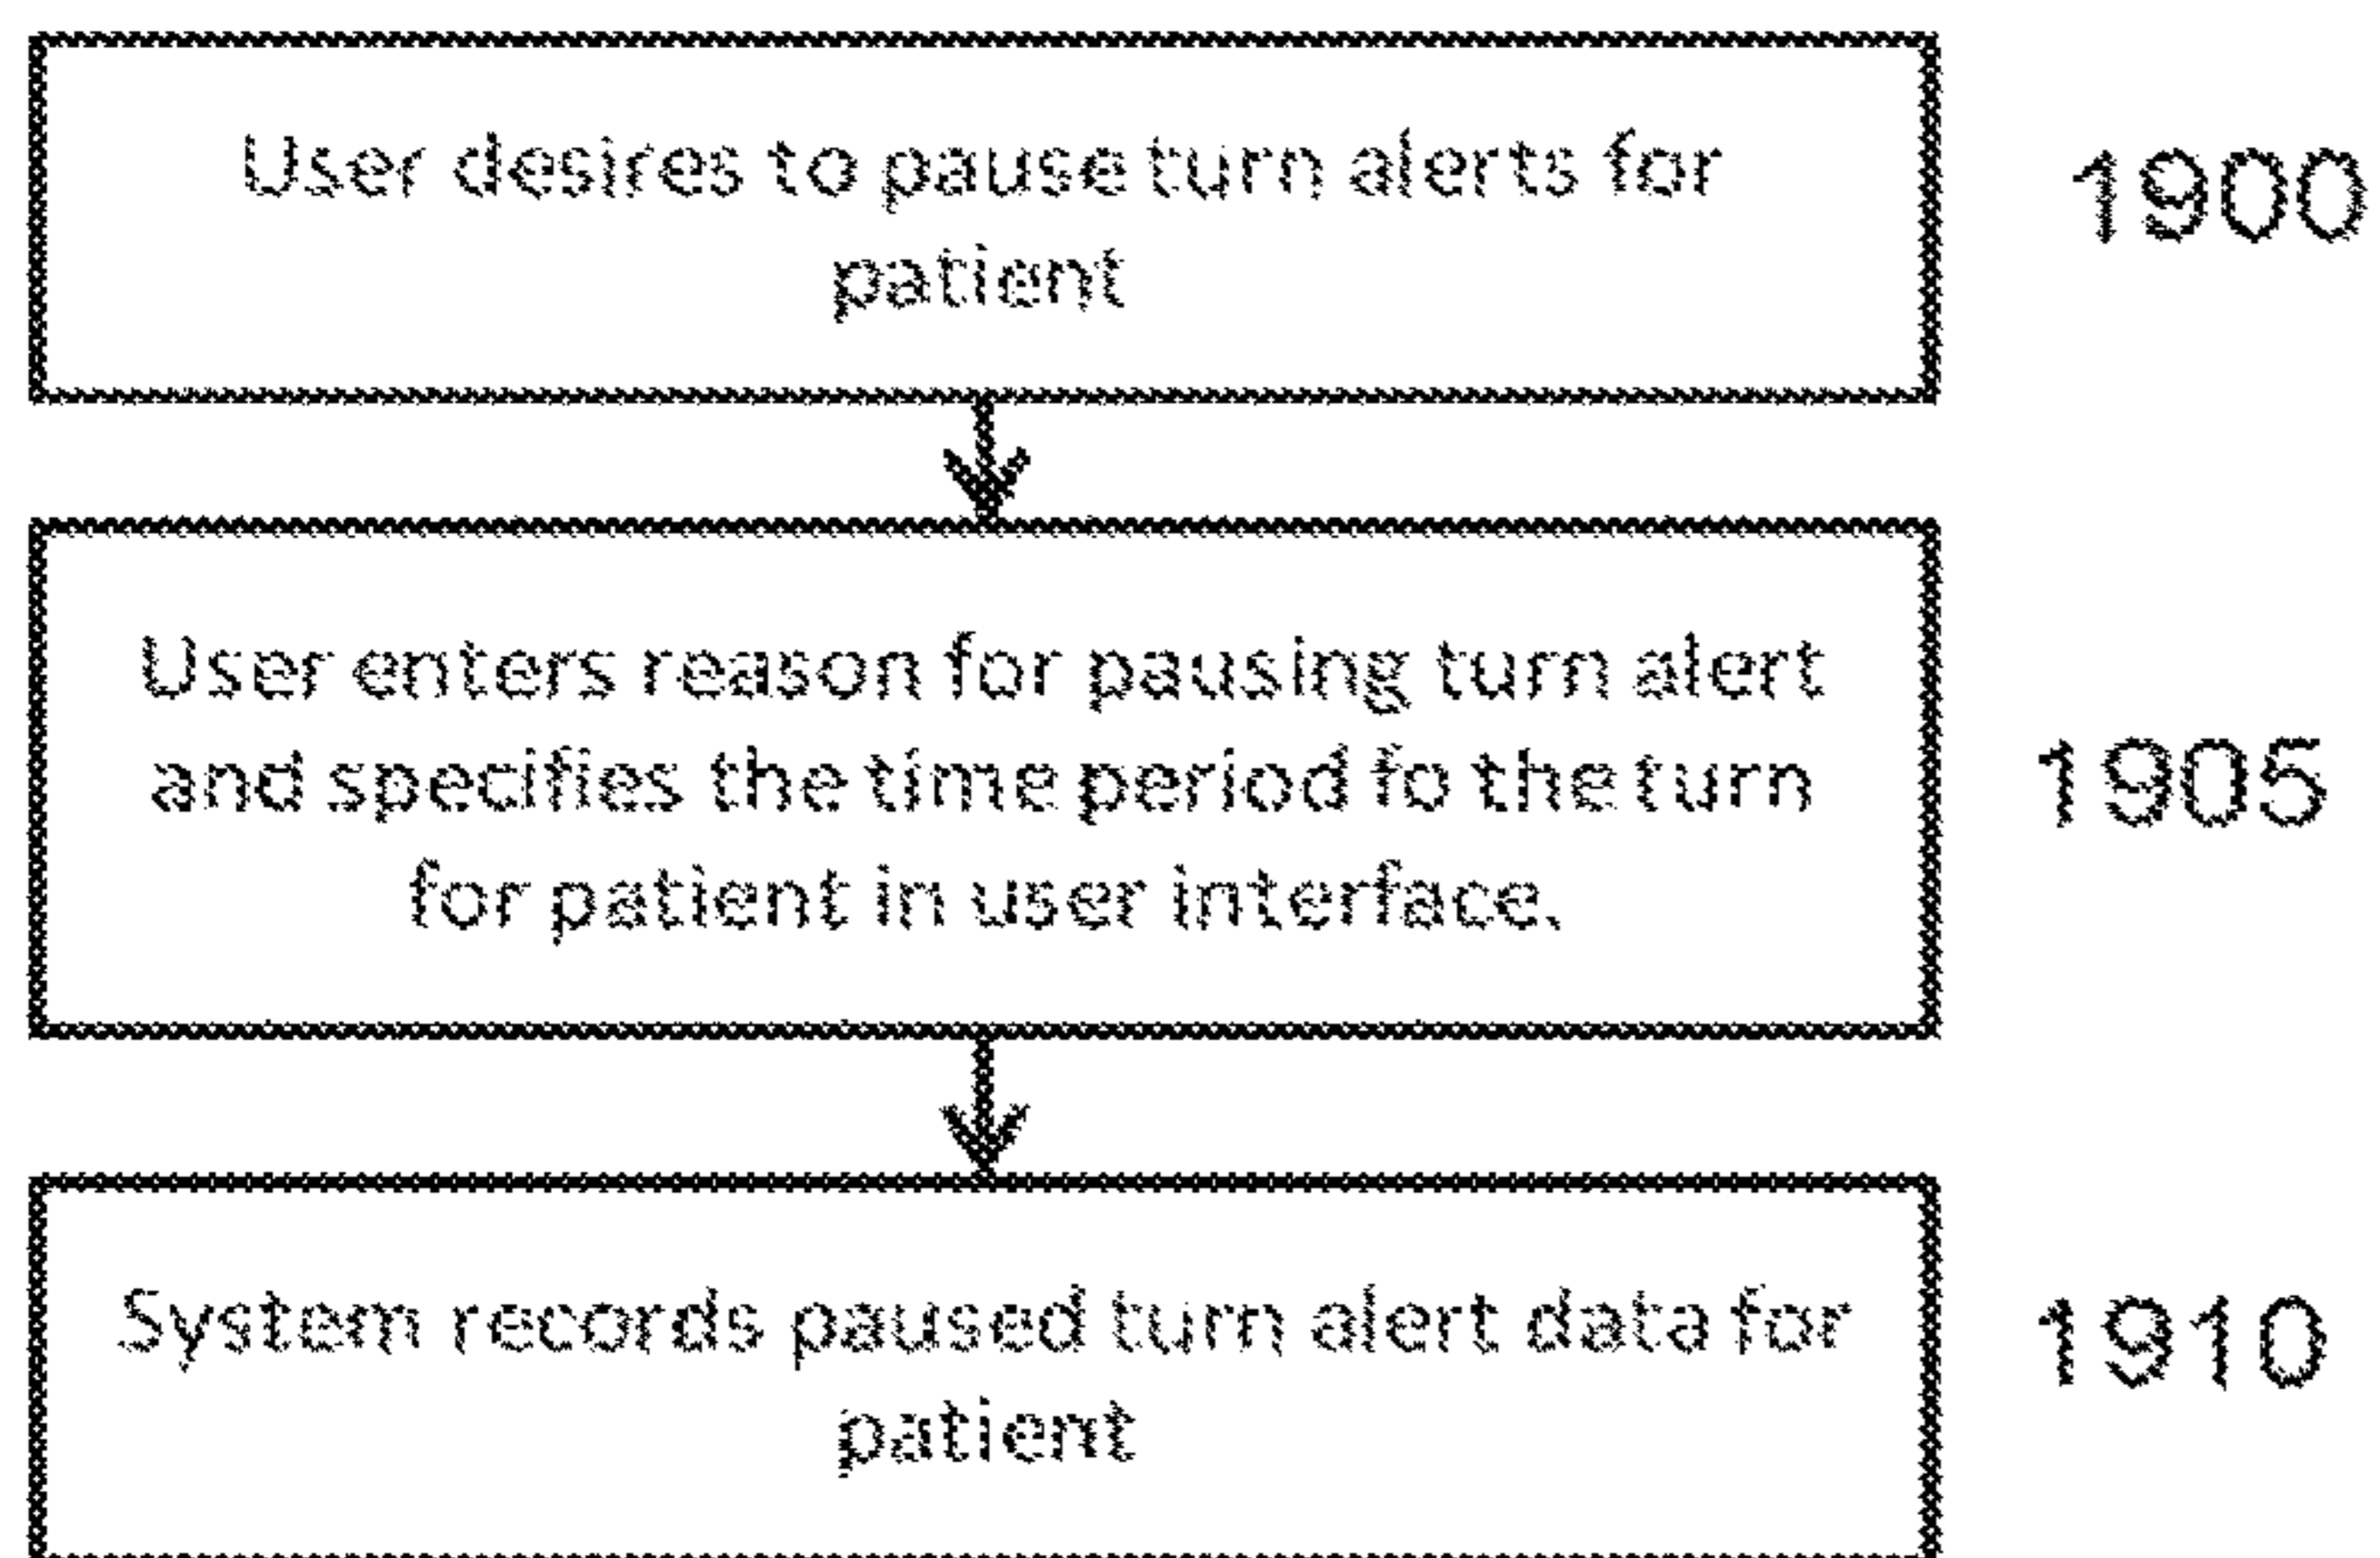 User desires to pause turn alerts for
patient
1900
User enters reason for pausing turn alert
and specifies the time period fo the turn
for patient in user interface.
1905
System records paused turn alert data for
patient
1910